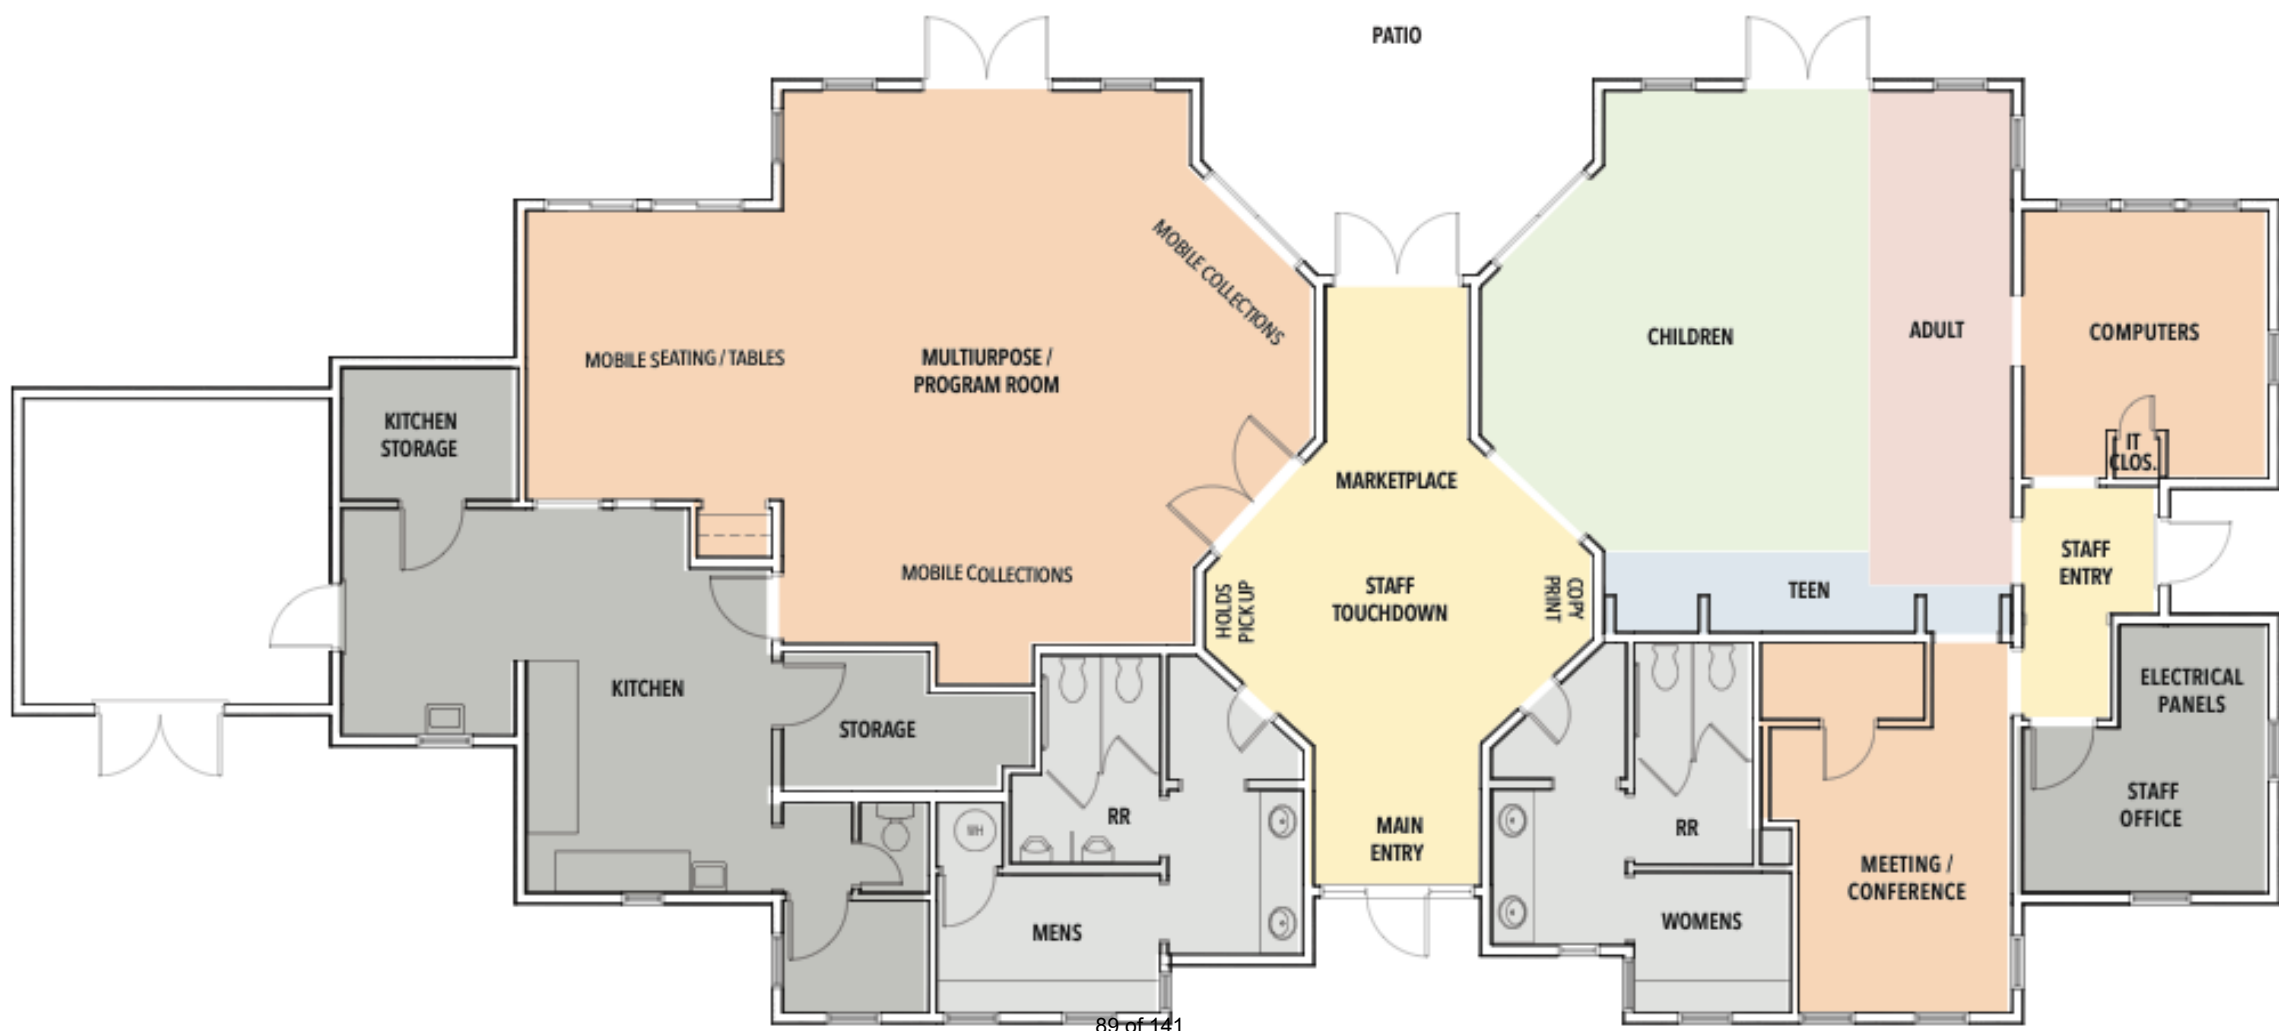 PATIO
MOBILE COLLECTIONS
CHILDREN
ADULT
COMPUTERS
MOBILE SEATING / TABLES
MULTIURPOSE /
PROGRAM ROOM
KITCHEN
STORAGE
IT
CLOS.
MARKETPLACE
STAFF
ENTRY
MOBILE COLLECTIONS
HOLDS
PICK UP
STAFF
TOUCHDOWN
COPY
PRINT
TEEN
KITCHEN
STORAGE
ELECTRICAL
PANELS
STAFF
OFFICE
WH
RR
MAIN
ENTRY
RR
MEETING /
CONFERENCE
MENS
WOMENS
89 of 141